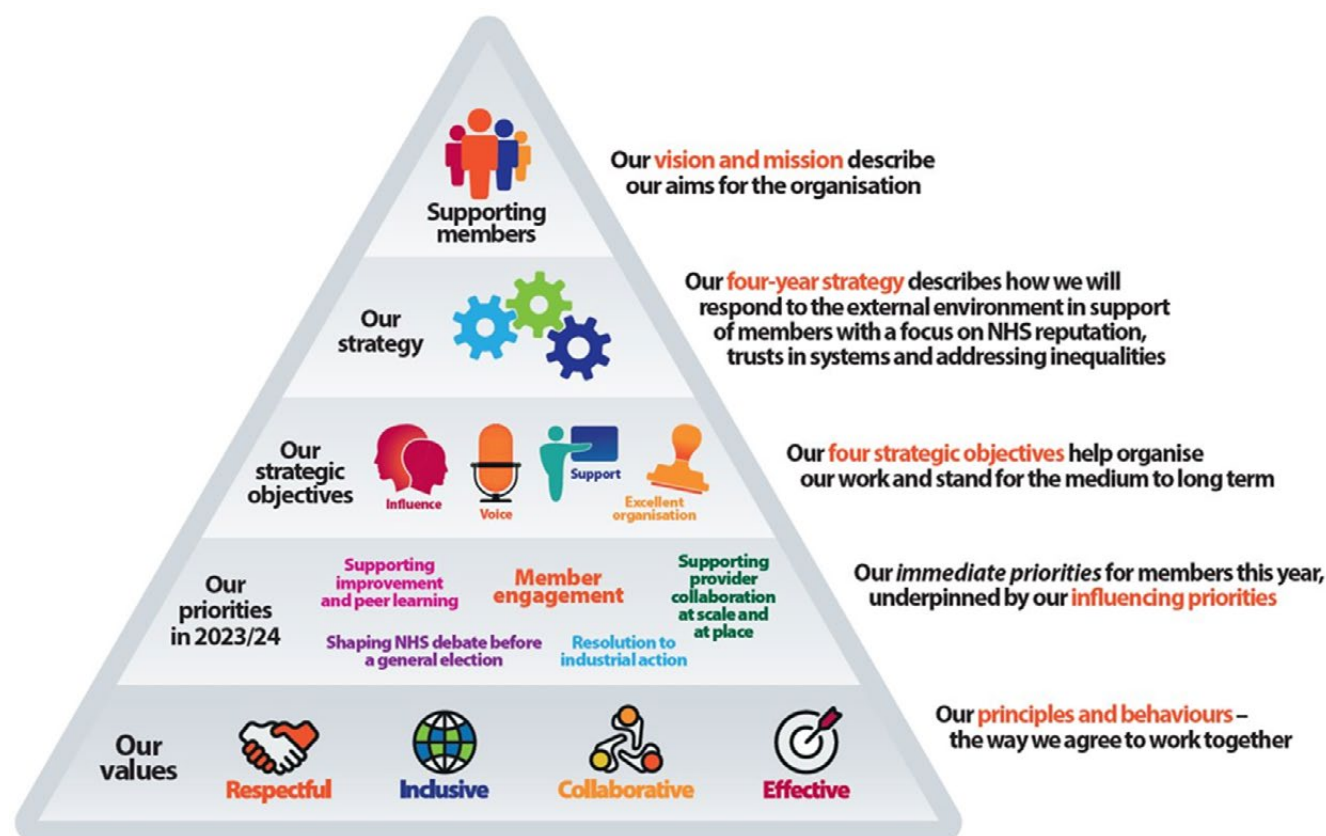 Supporting
members
Our vision and mission describe
our aims for the organisation
Our
strategy
Our four-year strategy describes how we will
respond to the external environment in support
of members with a focus on NHS reputation,
trusts in systems and addressing inequalities
Our
strategic
objectives
Influence
Voice
Support
Excellent
organisation
Our four strategic objectives help organise
our work and stand for the medium to long term
Our
priorities
in 2023/24
Supporting
improvement
and peer learning
Member
engagement
Supporting
provider
collaboration
at scale and
at place
Shaping NHS debate before
a general election
Resolution to
industrial action
Our immediate priorities for members this year,
underpinned by our influencing priorities
Our
values
Respectful
Inclusive
Collaborative
Effective
Our principles and behaviours –
the way we agree to work together